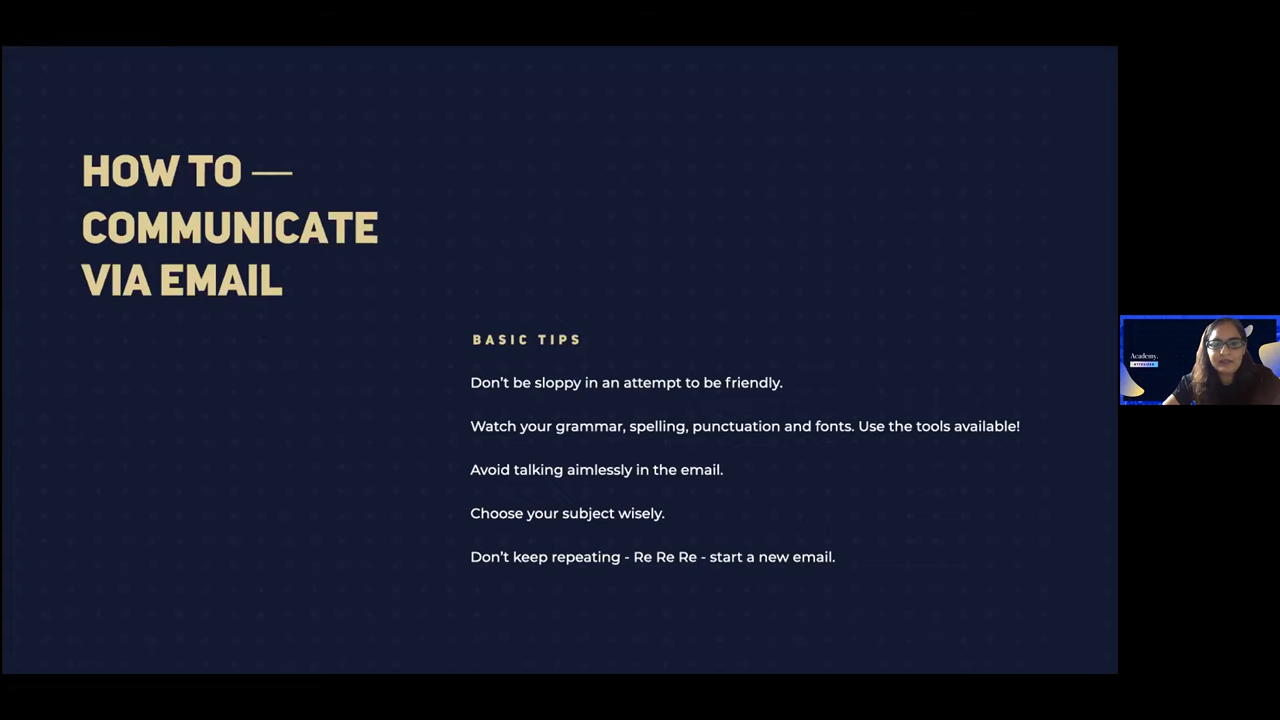 HOW TO —
COMMUNICATE
VIA EMAIL
BASIC TIPS
Don’t be sloppy in an attempt to be friendly.
Watch your grammar, spelling, punctuation and fonts. Use the tools available!
Avoid talking aimlessly in the email.
Choose your subject wisely.
Don’t keep repeating - Re Re Re - start a new email.
Academy.